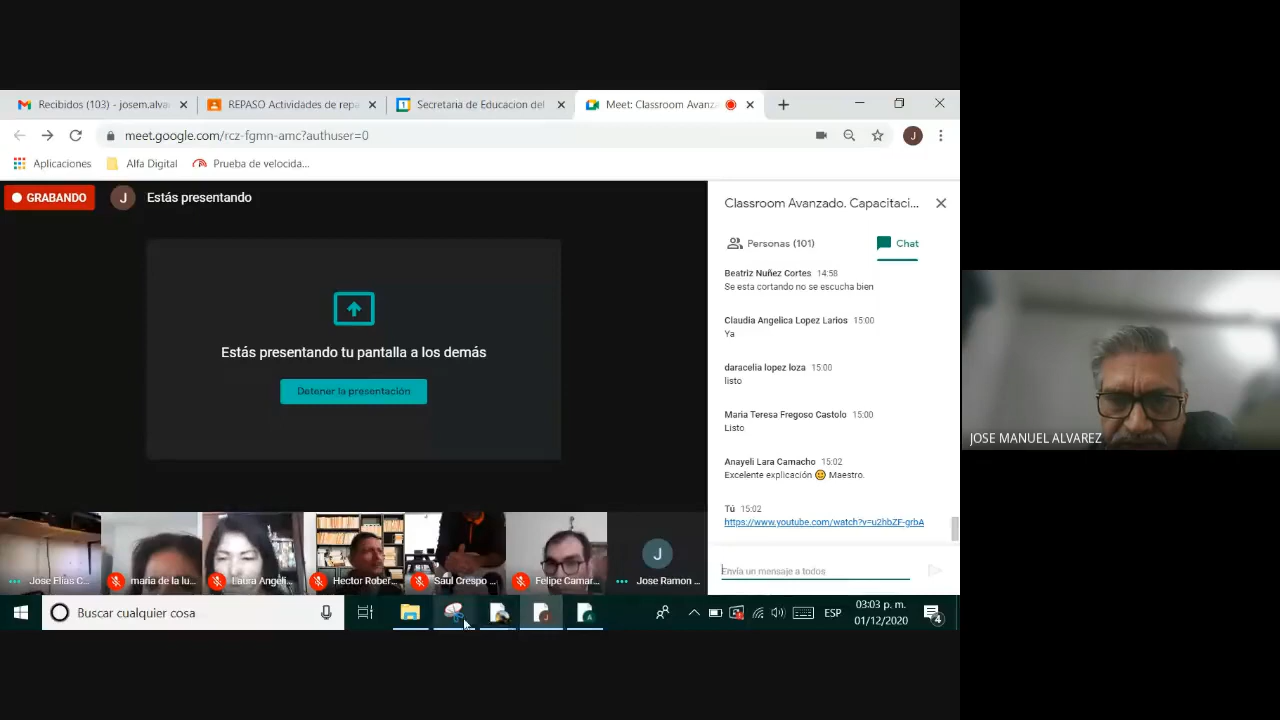 Recibidos (103) - josem.alva
REPASO Actividades de repa
Secretaria de Educacion del
Meet: Classroom Avanza
meet.google.com/rcz-fgmn-amc?authuser=0
J
Aplicaciones
Alfa Digital
Prueba de velocida...
GRABANDO
J
Estás presentando
Estás presentando tu pantalla a los demás
Detener la presentación
Classroom Avanzado. Capacitaci...
Personas (101)
Chat
Beatriz Nuñez Cortes 14:58
Se esta cortando no se escucha bien
Claudia Angelica Lopez Larios 15:00
Ya
daracelia lopez loza 15:00
listo
Maria Teresa Fregoso Castolo 15:00
Listo
Anayeli Lara Camacho 15:02
Excelente explicación 🙂 Maestro.
Tú 15:02
https://www.youtube.com/watch?v=u2hbZF-grbA
Envía un mensaje a todos
Jose Elías C...
maria de la lu...
Laura Angéli...
Hector Rober...
Saul Crespo ...
Felipe Camar...
J
Jose Ramon ...
JOSE MANUEL ALVAREZ
Buscar cualquier cosa
ESP
03:03 p. m.
01/12/2020
4